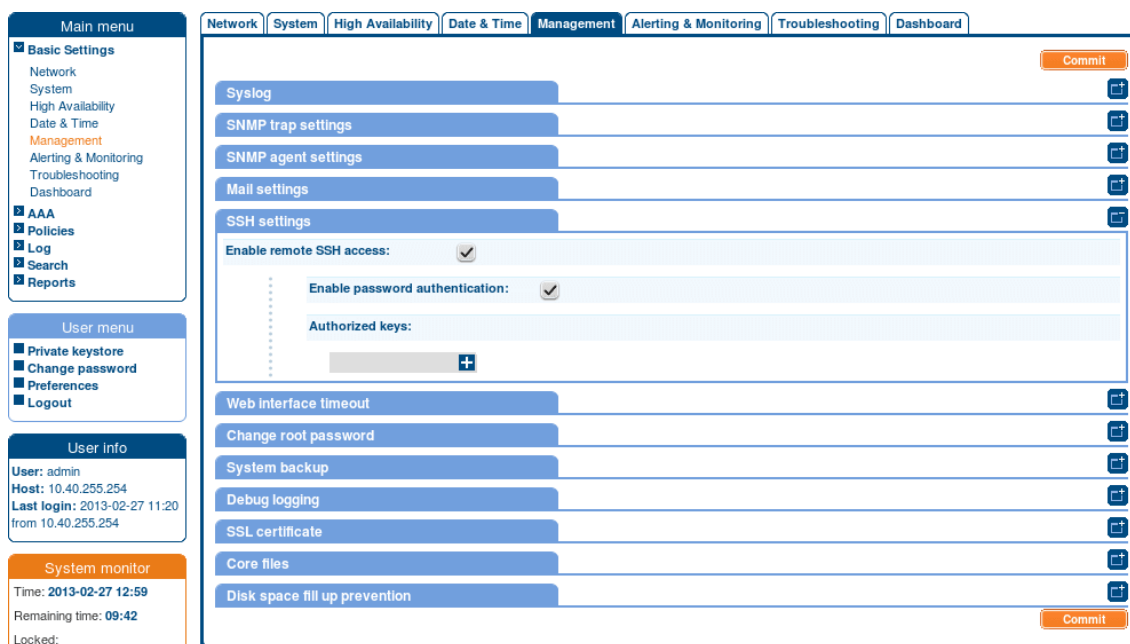 Main menu
Basic Settings
Network
System
High Availability
Date & Time
Management
Alerting & Monitoring
Troubleshooting
Dashboard
AAA
Policies
Log
Search
Reports
User menu
Private keystore
Change password
Preferences
Logout
User info
User: admin
Host: 10.40.255.254
Last login: 2013-02-27 11:20
from 10.40.255.254
System monitor
Time: 2013-02-27 12:59
Remaining time: 09:42
Locked:
Network System High Availability Date & Time Management Alerting & Monitoring Troubleshooting Dashboard
Commit
Syslog
SNMP trap settings
SNMP agent settings
Mail settings
SSH settings
Enable remote SSH access:
Enable password authentication:
Authorized keys:
Web interface timeout
Change root password
System backup
Debug logging
SSL certificate
Core files
Disk space fill up prevention
Commit